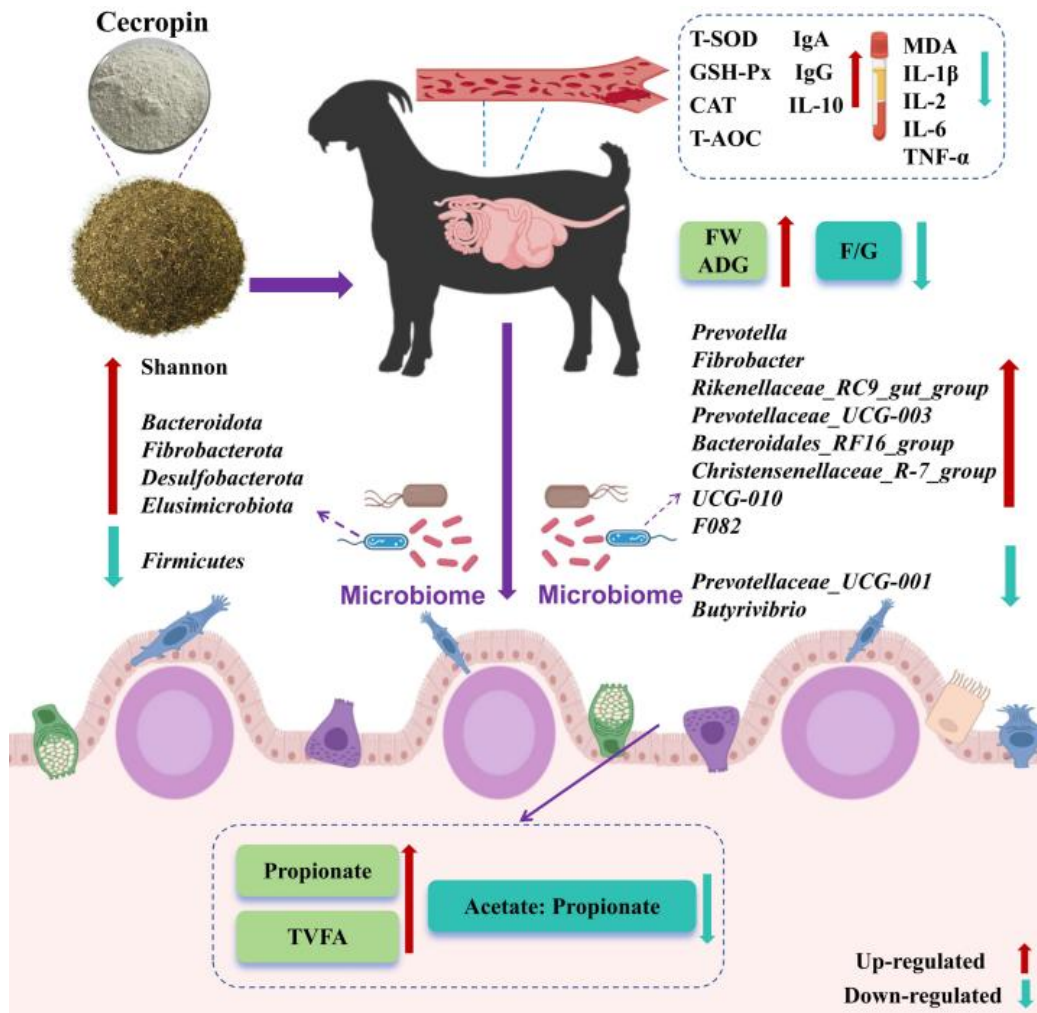 Cecropin
T-SOD
GSH-Px
CAT
T-AOC
IgA
IgG
IL-10
MDA
IL-1β
IL-2
IL-6
TNF-α
FW
ADG
F/G
Shannon
Bacteroidota
Fibrobacterota
Desulfobacterota
Elusimicrobiota
Firmicutes
Prevotella
Fibrobacter
Rikenellaceae_RC9_gut_group
Prevotellaceae_UCG-003
Bacteroidales_RF16_group
Christensenellaceae_R-7_group
UCG-010
F082
Prevotellaceae_UCG-001
Butyrivibrio
Microbiome
Microbiome
Propionate
TVFA
Acetate: Propionate
Up-regulated
Down-regulated